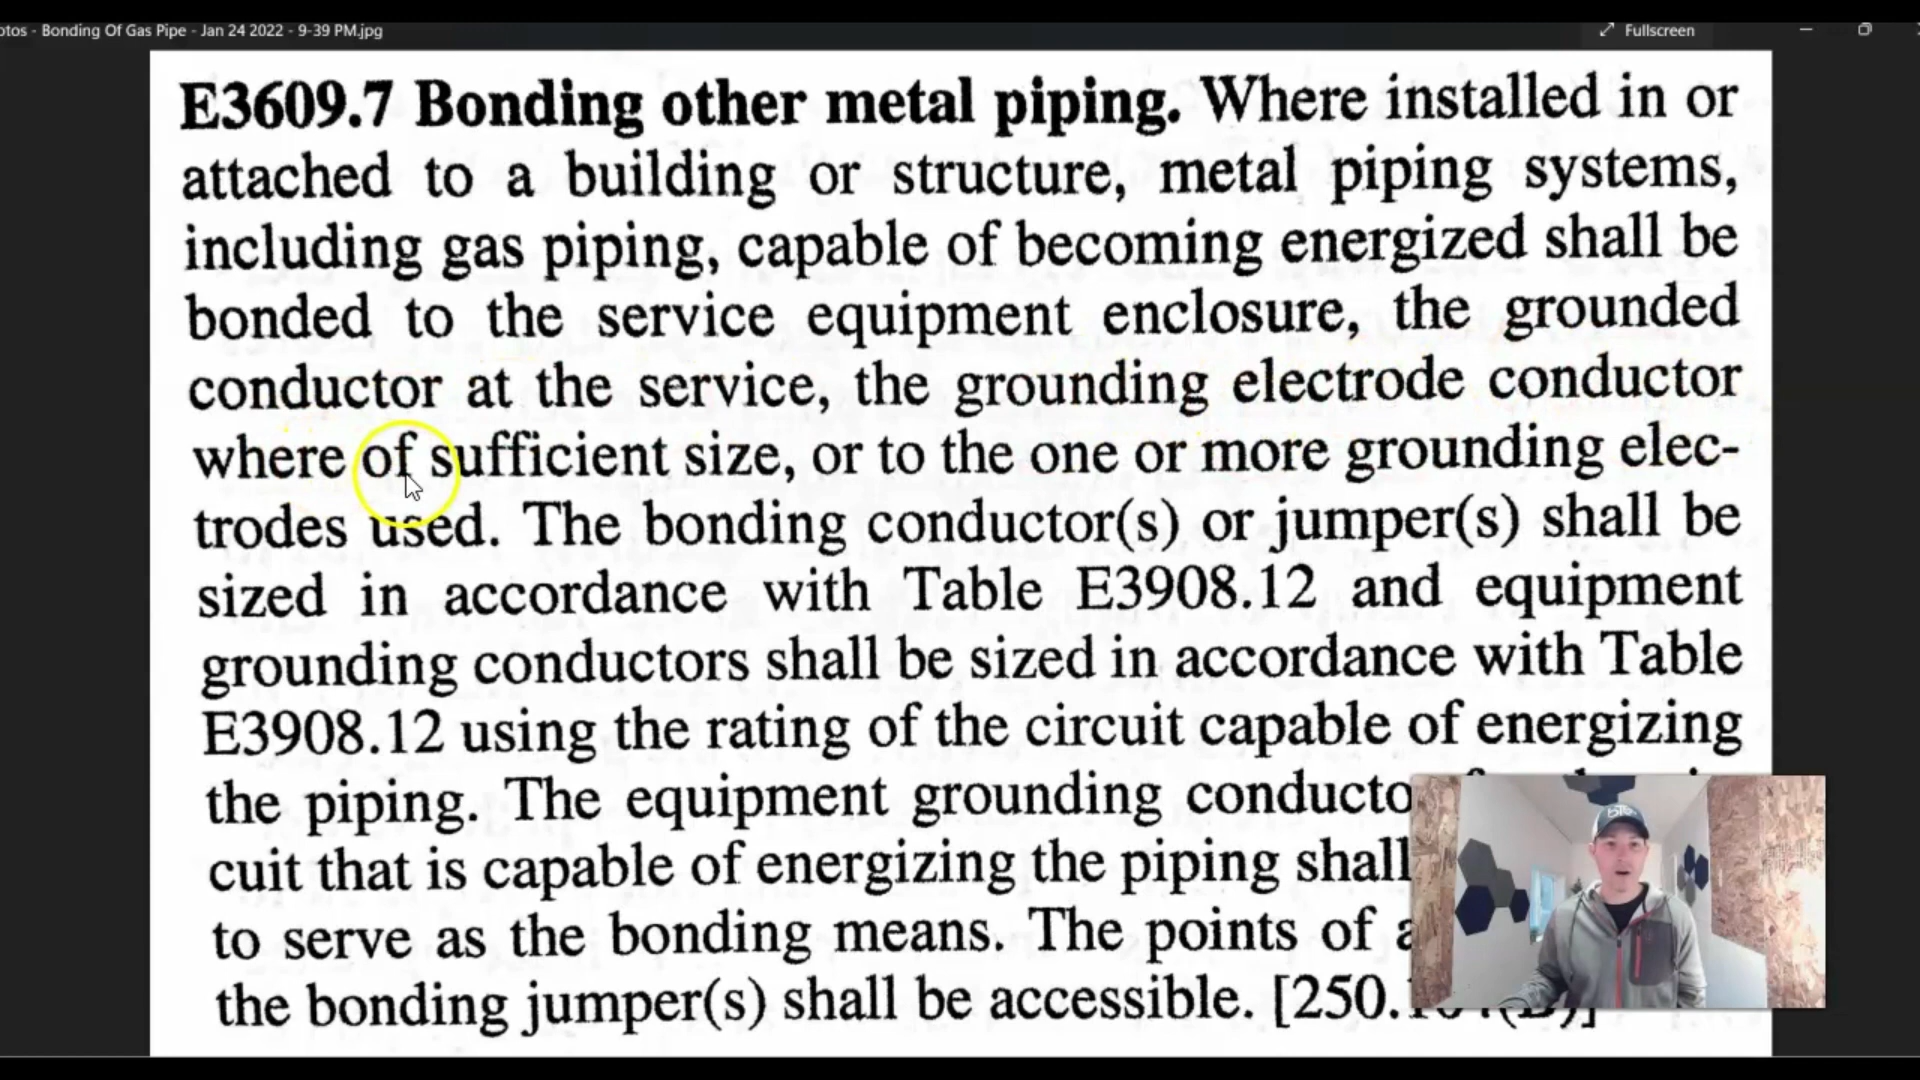 otos - Bonding Of Gas Pipe - Jan 24 2022 - 9-39 PM.jpg
Fullscreen
E3609.7 Bonding other metal piping. Where installed in or
attached to a building or structure, metal piping systems,
including gas piping, capable of becoming energized shall be
bonded to the service equipment enclosure, the grounded
conductor at the service, the grounding electrode conductor
where of sufficient size, or to the one or more grounding elec-
trodes used. The bonding conductor(s) or jumper(s) shall be
sized in accordance with Table E3908.12 and equipment
grounding conductors shall be sized in accordance with Table
E3908.12 using the rating of the circuit capable of energizing
the piping. The equipment grounding conducto
cuit that is capable of energizing the piping shall
to serve as the bonding means. The points of a
the bonding jumper(s) shall be accessible. [250.